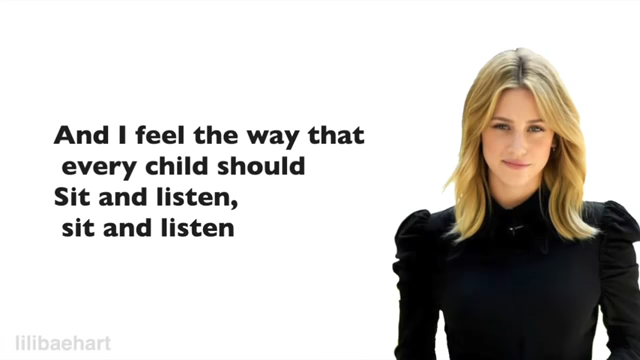 And I feel the way that
every child should
Sit and listen,
sit and listen
lilibaehart